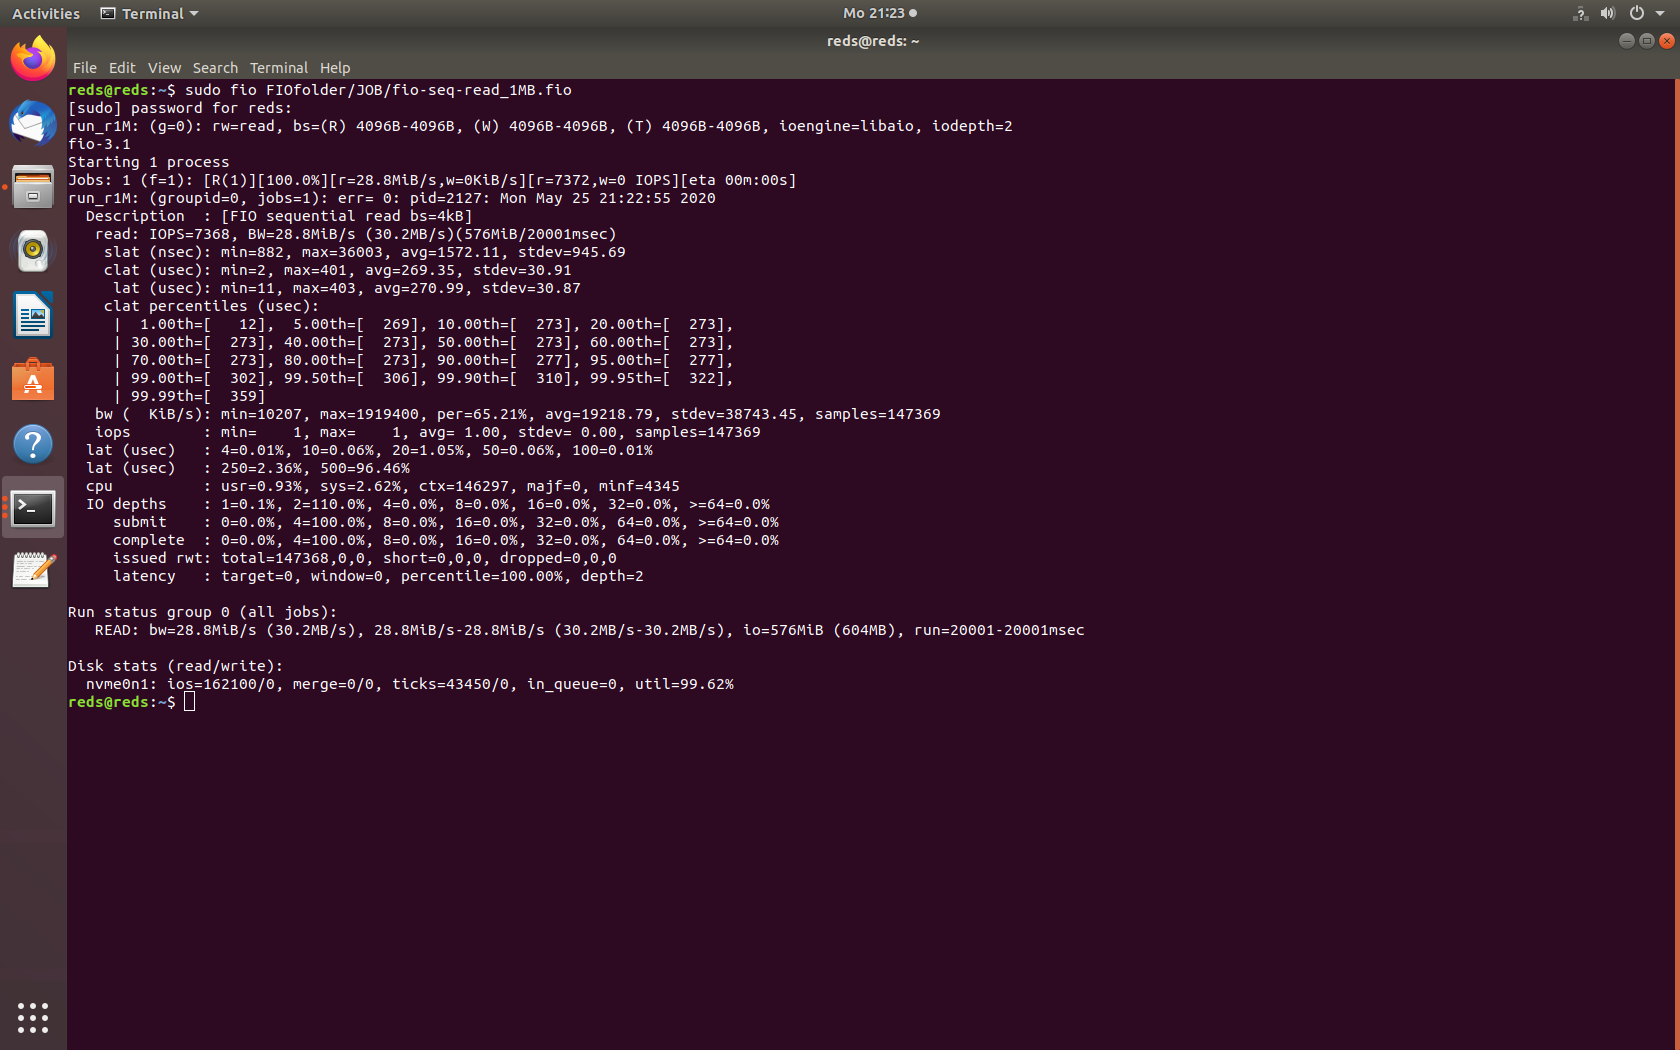 Activities Terminal Mo 21:23
reds@reds: ~
File Edit View Search Terminal Help
reds@reds:~$ sudo fio FIOfolder/JOB/fio-seq-read_1MB.fio
[sudo] password for reds:
run_r1M: (g=0): rw=read, bs=(R) 4096B-4096B, (W) 4096B-4096B, (T) 4096B-4096B, ioengine=libaio, iodepth=2
fio-3.1
Starting 1 process
Jobs: 1 (f=1): [R(1)][100.0%][r=28.8MiB/s,w=0KiB/s][r=7372,w=0 IOPS][eta 00m:00s]
run_r1M: (groupid=0, jobs=1): err= 0: pid=2127: Mon May 25 21:22:55 2020
  Description  : [FIO sequential read bs=4kB]
   read: IOPS=7368, BW=28.8MiB/s (30.2MB/s)(576MiB/20001msec)
    slat (nsec): min=882, max=36003, avg=1572.11, stdev=945.69
    clat (usec): min=2, max=401, avg=269.35, stdev=30.91
     lat (usec): min=11, max=403, avg=270.99, stdev=30.87
    clat percentiles (usec):
     |  1.00th=[   12],  5.00th=[  269], 10.00th=[  273], 20.00th=[  273],
     | 30.00th=[  273], 40.00th=[  273], 50.00th=[  273], 60.00th=[  273],
     | 70.00th=[  273], 80.00th=[  273], 90.00th=[  277], 95.00th=[  277],
     | 99.00th=[  302], 99.50th=[  306], 99.90th=[  310], 99.95th=[  322],
     | 99.99th=[  359]
   bw (  KiB/s): min=10207, max=1919400, per=65.21%, avg=19218.79, stdev=38743.45, samples=147369
   iops        : min=    1, max=    1, avg= 1.00, stdev= 0.00, samples=147369
  lat (usec)   : 4=0.01%, 10=0.06%, 20=1.05%, 50=0.06%, 100=0.01%
  lat (usec)   : 250=2.36%, 500=96.46%
  cpu          : usr=0.93%, sys=2.62%, ctx=146297, majf=0, minf=4345
  IO depths    : 1=0.1%, 2=110.0%, 4=0.0%, 8=0.0%, 16=0.0%, 32=0.0%, >=64=0.0%
     submit    : 0=0.0%, 4=100.0%, 8=0.0%, 16=0.0%, 32=0.0%, 64=0.0%, >=64=0.0%
     complete  : 0=0.0%, 4=100.0%, 8=0.0%, 16=0.0%, 32=0.0%, 64=0.0%, >=64=0.0%
     issued rwt: total=147368,0,0, short=0,0,0, dropped=0,0,0
     latency   : target=0, window=0, percentile=100.00%, depth=2
Run status group 0 (all jobs):
   READ: bw=28.8MiB/s (30.2MB/s), 28.8MiB/s-28.8MiB/s (30.2MB/s-30.2MB/s), io=576MiB (604MB), run=20001-20001msec
Disk stats (read/write):
  nvme0n1: ios=162100/0, merge=0/0, ticks=43450/0, in_queue=0, util=99.62%
reds@reds:~$